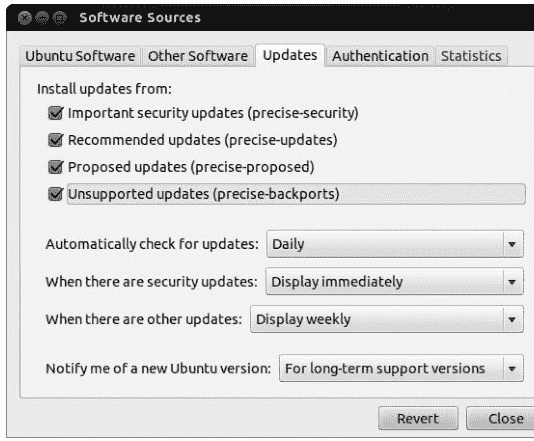 Software Sources
Ubuntu Software Other Software Updates Authentication Statistics
Install updates from:
Important security updates (precise-security)
Recommended updates (precise-updates)
Proposed updates (precise-proposed)
Unsupported updates (precise-backports)
Automatically check for updates: Daily
When there are security updates: Display immediately
When there are other updates: Display weekly
Notify me of a new Ubuntu version: For long-term support versions
Revert Close